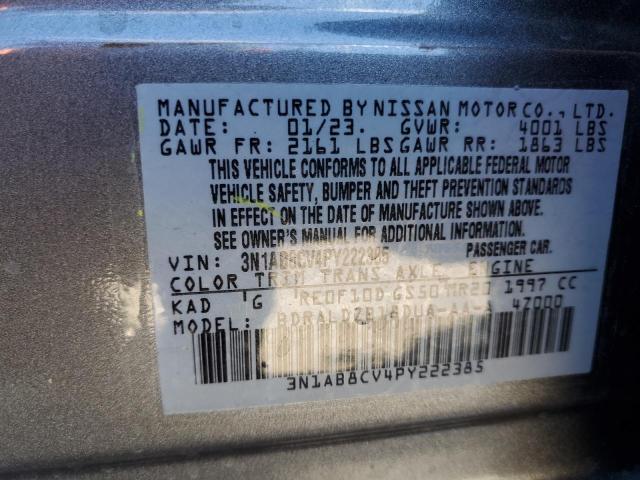 MANUFACTURED BY NISSAN MOTOR CO., LTD.
DATE: 01/23. GVWR: 4001 LBS
GAWR FR: 2161 LBS GAWR RR: 1863 LBS
THIS VEHICLE CONFORMS TO ALL APPLICABLE FEDERAL MOTOR
VEHICLE SAFETY, BUMPER AND THEFT PREVENTION STANDARDS
IN EFFECT ON THE DATE OF MANUFACTURE SHOWN ABOVE.
SEE OWNER'S MANUAL FOR ADDITIONAL INFORMATION.
VIN: 3N1AB8CV4PY222385 PASSENGER CAR.
COLOR TRIM TRANS AXLE ENGINE
KAD G RE0F10D GS50 MR20 1997 CC
MODEL: 47000
3N1AB8CV4PY222385